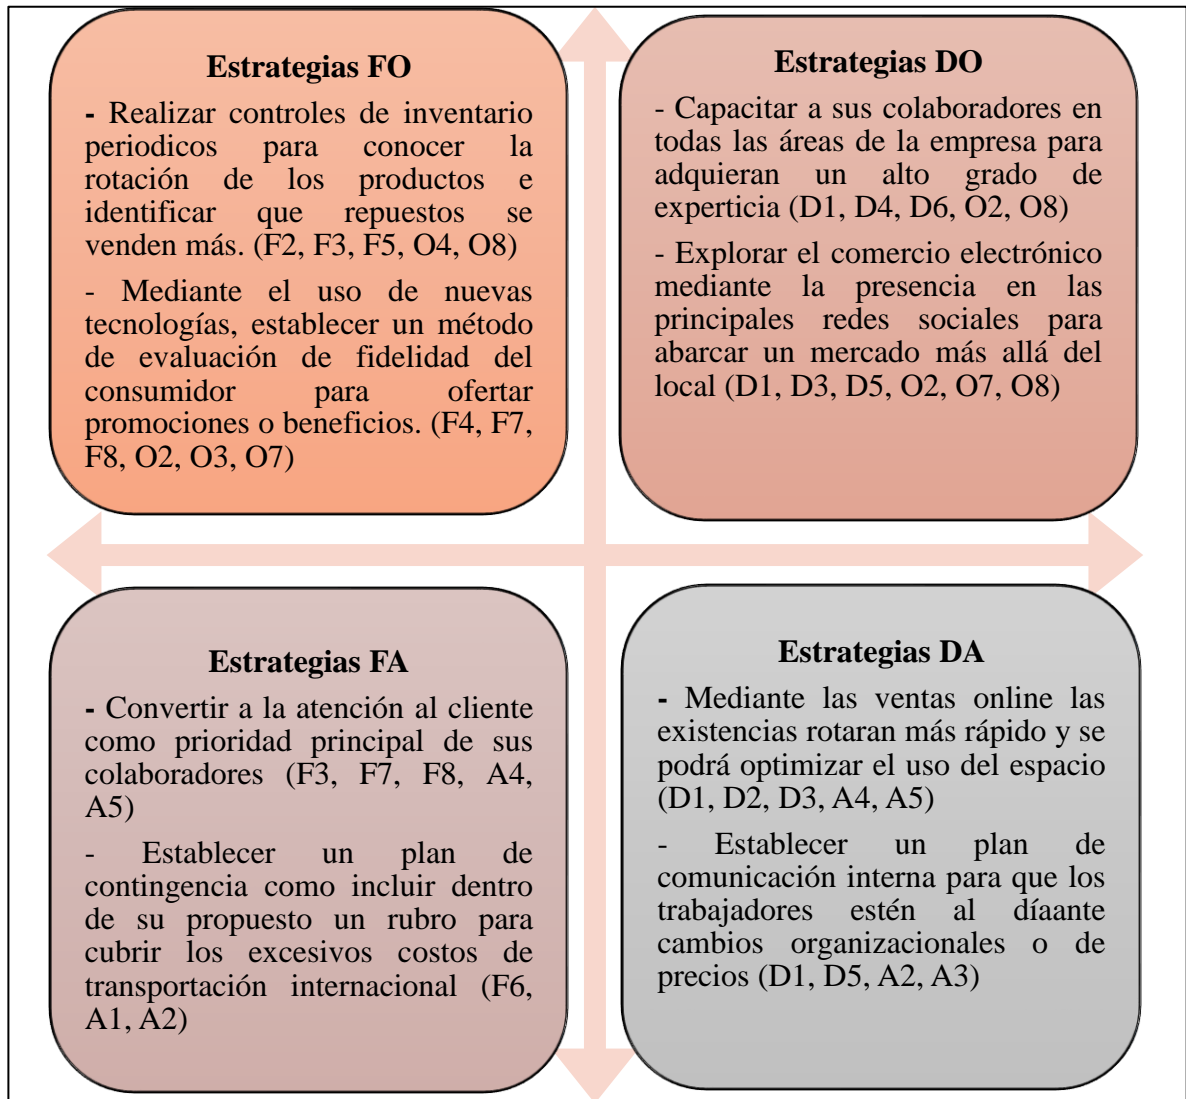 Estrategias FO
- Realizar controles de inventario
periodicos para conocer la
rotación de los productos e
identificar que repuestos se
venden más. (F2, F3, F5, O4, O8)
- Mediante el uso de nuevas
tecnologías, establecer un método
de evaluación de fidelidad del
consumidor para ofertar
promociones o beneficios. (F4, F7,
F8, O2, O3, O7)
Estrategias DO
- Capacitar a sus colaboradores en
todas las áreas de la empresa para
adquieran un alto grado de
experticia (D1, D4, D6, O2, O8)
- Explorar el comercio electrónico
mediante la presencia en las
principales redes sociales para
abarcar un mercado más allá del
local (D1, D3, D5, O2, O7, O8)
Estrategias FA
- Convertir a la atención al cliente
como prioridad principal de sus
colaboradores (F3, F7, F8, A4,
A5)
- Establecer un plan de
contingencia como incluir dentro
de su propuesto un rubro para
cubrir los excesivos costos de
transportación internacional (F6,
A1, A2)
Estrategias DA
- Mediante las ventas online las
existencias rotaran más rápido y se
podrá optimizar el uso del espacio
(D1, D2, D3, A4, A5)
- Establecer un plan de
comunicación interna para que los
trabajadores estén al díaante
cambios organizacionales o de
precios (D1, D5, A2, A3)